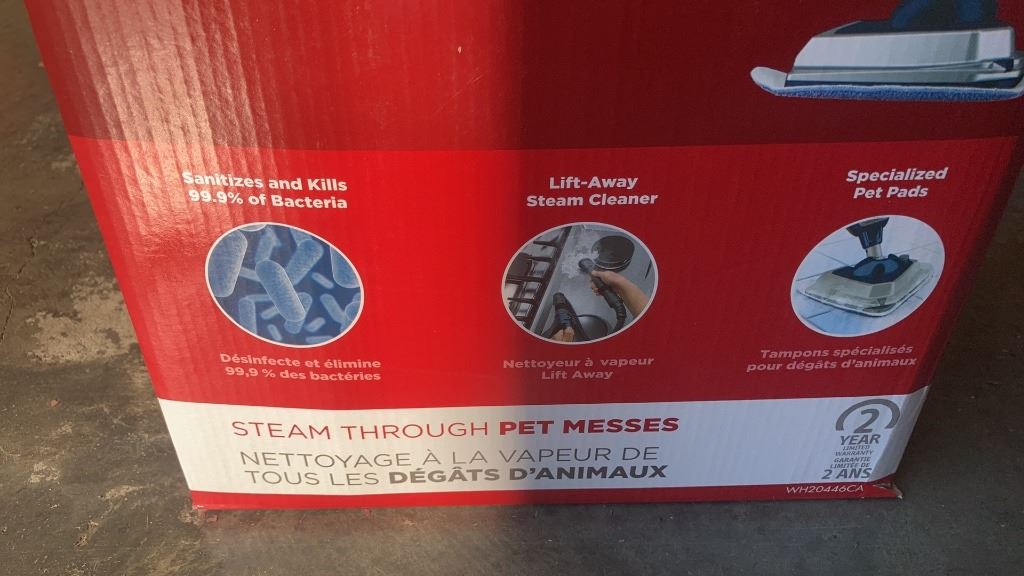 Sanitizes and Kills
99.9% of Bacteria
Lift-Away
Steam Cleaner
Specialized
Pet Pads
Désinfecte et élimine
99,9 % des bactéries
Nettoyeur à vapeur
Lift Away
Tampons spécialisés
pour dégâts d'animaux
STEAM THROUGH PET MESSES
NETTOYAGE À LA VAPEUR DE
TOUS LES DÉGÂTS D'ANIMAUX
2
YEAR
LIMITED
WARRANTY
GARANTIE
LIMITÉE DE
2 ANS
WH20446CA